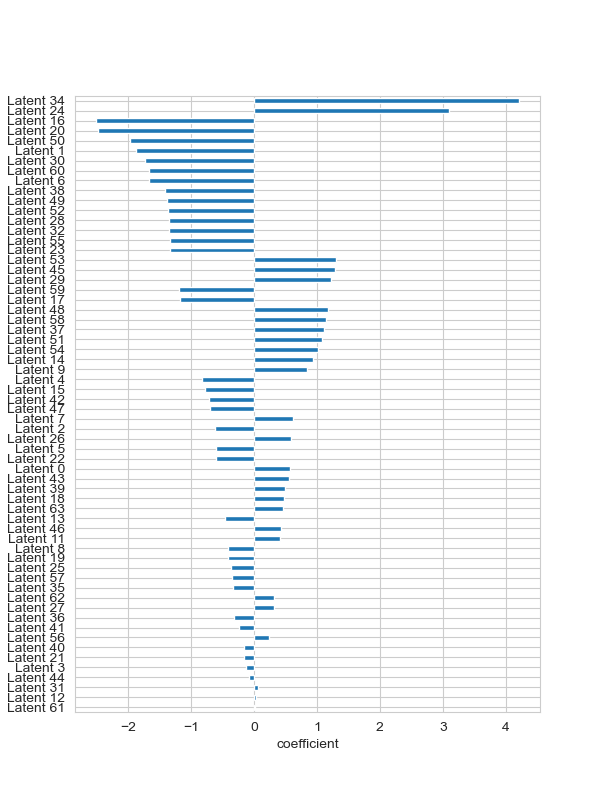 Latent 34
Latent 24
Latent 16
Latent 20
Latent 50
Latent 1
Latent 30
Latent 60
Latent 6
Latent 38
Latent 49
Latent 52
Latent 28
Latent 32
Latent 55
Latent 23
Latent 53
Latent 45
Latent 29
Latent 59
Latent 17
Latent 48
Latent 58
Latent 37
Latent 51
Latent 54
Latent 14
Latent 9
Latent 4
Latent 15
Latent 42
Latent 47
Latent 7
Latent 2
Latent 26
Latent 5
Latent 22
Latent 0
Latent 43
Latent 39
Latent 18
Latent 63
Latent 13
Latent 46
Latent 11
Latent 8
Latent 19
Latent 25
Latent 57
Latent 35
Latent 62
Latent 27
Latent 36
Latent 41
Latent 56
Latent 40
Latent 21
Latent 3
Latent 44
Latent 31
Latent 12
Latent 61
−2 −1 0 1 2 3 4
coefficient